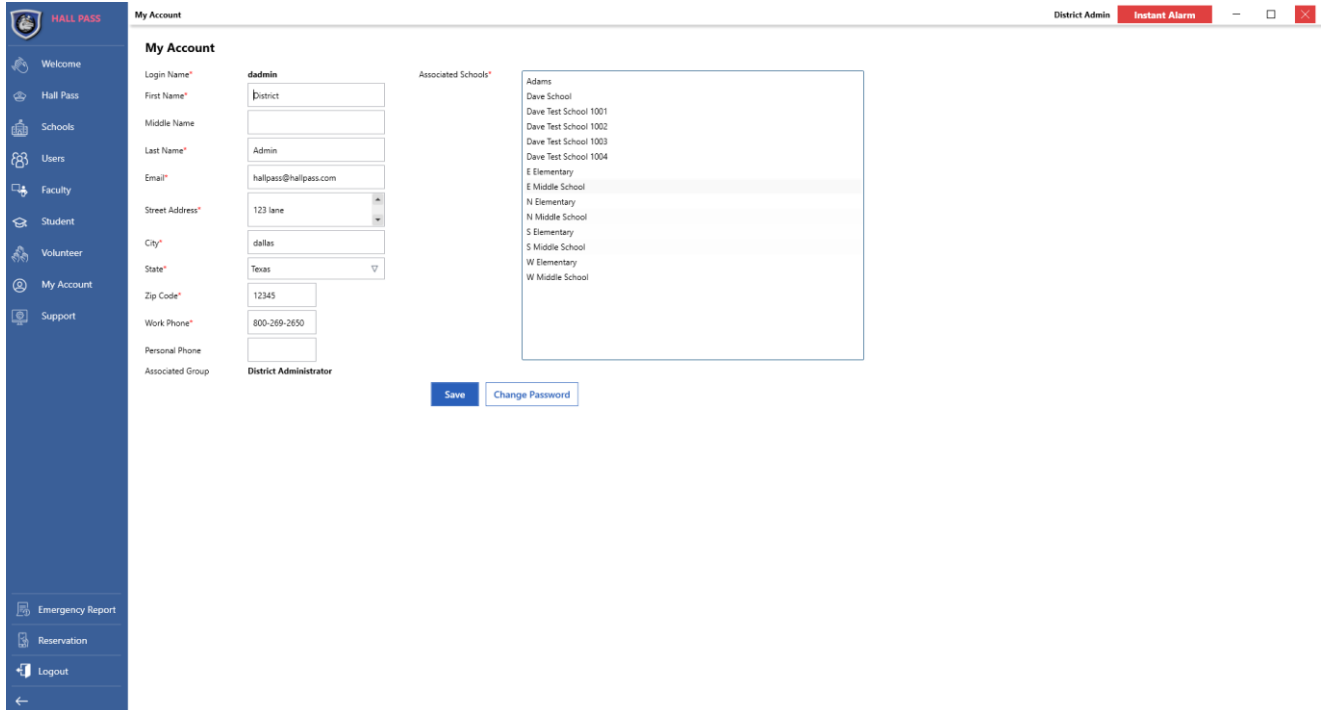 HALL PASS
My Account
District Admin
Instant Alarm
Welcome
Hall Pass
Schools
Users
Faculty
Student
Volunteer
My Account
Support
Emergency Report
Reservation
Logout
My Account
Login Name* dadmin
First Name* District
Middle Name
Last Name* Admin
Email* hallpass@hallpass.com
Street Address* 123 lane
City* dallas
State* Texas
Zip Code* 12345
Work Phone* 800-269-2650
Personal Phone
Associated Group District Administrator
Associated Schools*
Adams
Dave School
Dave Test School 1001
Dave Test School 1002
Dave Test School 1003
Dave Test School 1004
E Elementary
E Middle School
N Elementary
N Middle School
S Elementary
S Middle School
W Elementary
W Middle School
Save
Change Password